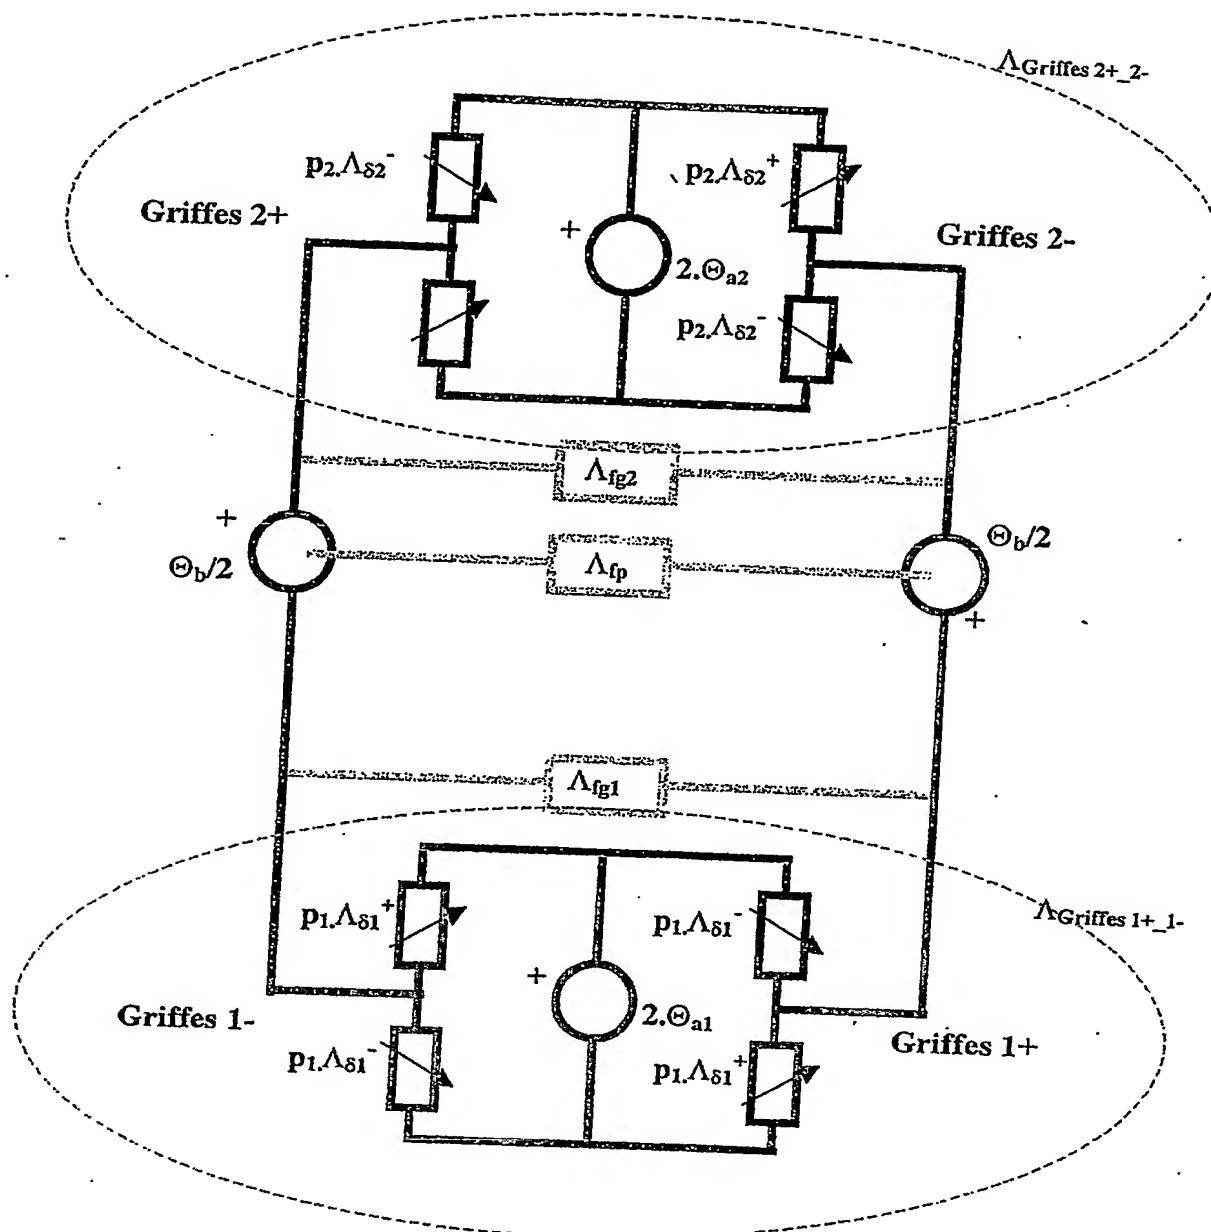 ΛGriffes 2+_2-
p₂.Λδ2⁻
p₂.Λδ2⁺
Griffes 2+
+
Griffes 2-
2.Θa2
p₂.Λδ2⁻
Λfg2
+
Θb/2
Θb/2
Λfp
+
Λfg1
p₁.Λδ1⁺
p₁.Λδ1⁻
ΛGriffes 1+_1-
+
Griffes 1-
2.Θa1
Griffes 1+
p₁.Λδ1⁻
p₁.Λδ1⁺